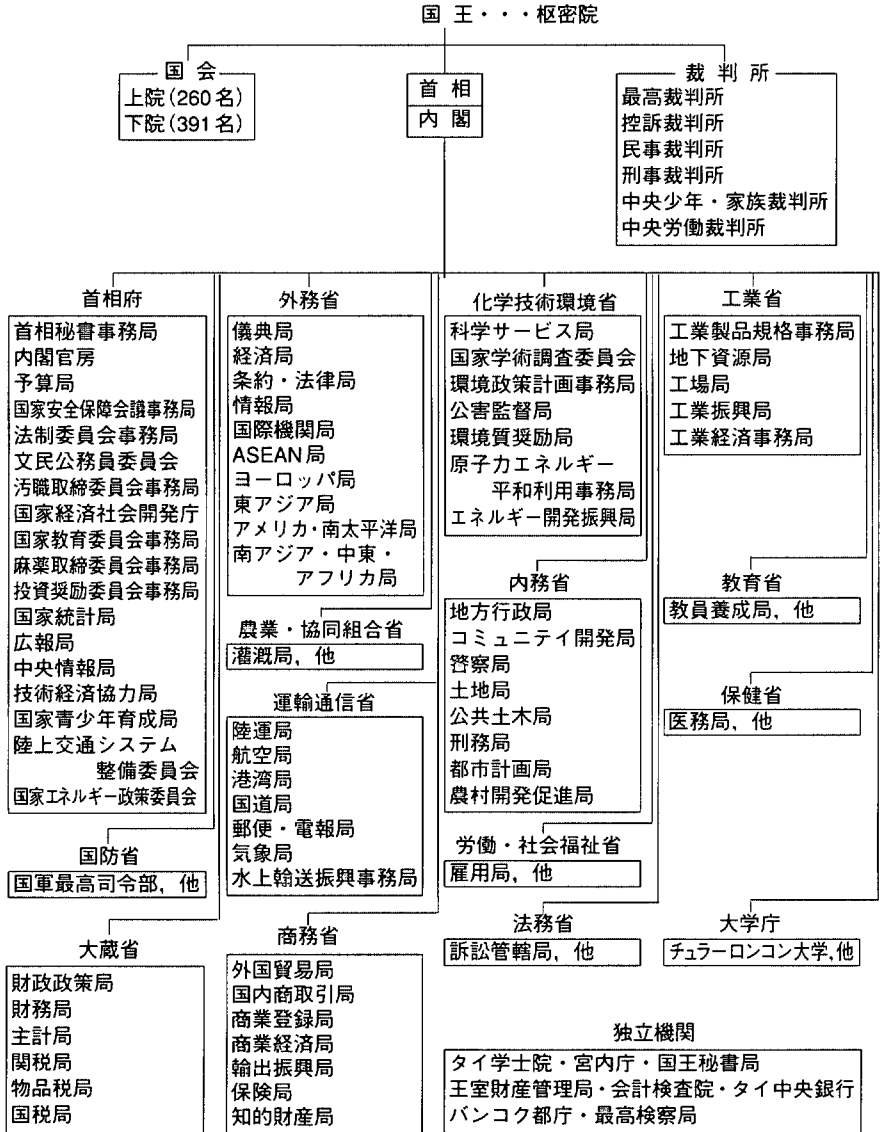 国 王・・・枢密院
国 会
上院(260名)
下院(391名)
首 相
内 閣
裁 判 所
最高裁判所
控訴裁判所
民事裁判所
刑事裁判所
中央少年・家族裁判所
中央労働裁判所
首相府
首相秘書事務局
内閣官房
予算局
国家安全保障会議事務局
法制委員会事務局
文民公務員委員会
汚職取締委員会事務局
国家経済社会開発庁
国家教育委員会事務局
麻薬取締委員会事務局
投資奨励委員会事務局
国家統計局
広報局
中央情報局
技術経済協力局
国家青少年育成局
陸上交通システム
整備委員会
国家エネルギー政策委員会
国防省
国軍最高司令部, 他
大蔵省
財政政策局
財務局
主計局
関税局
物品税局
国税局
外務省
儀典局
経済局
条約・法律局
情報局
国際機関局
ASEAN局
ヨーロッパ局
東アジア局
アメリカ・南太平洋局
南アジア・中東・
アフリカ局
農業・協同組合省
灌漑局, 他
運輸通信省
陸運局
航空局
港湾局
国道局
郵便・電報局
気象局
水上輸送振興事務局
商務省
外国貿易局
国内商取引局
商業登録局
商業経済局
輸出振興局
保険局
知的財産局
化学技術環境省
科学サービス局
国家学術調査委員会
環境政策計画事務局
公害監督局
環境質奨励局
原子力エネルギー
平和利用事務局
エネルギー開発振興局
内務省
地方行政局
コミュニテイ開発局
警察局
土地局
公共土木局
刑務局
都市計画局
農村開発促進局
労働・社会福祉省
雇用局, 他
法務省
訴訟管轄局, 他
工業省
工業製品規格事務局
地下資源局
工場局
工業振興局
工業経済事務局
教育省
教員養成局, 他
保健省
医務局, 他
大学庁
チュラーロンコン大学,他
独立機関
タイ学士院・宮内庁・国王秘書局
王室財産管理局・会計検査院・タイ中央銀行
バンコク都庁・最高検察局